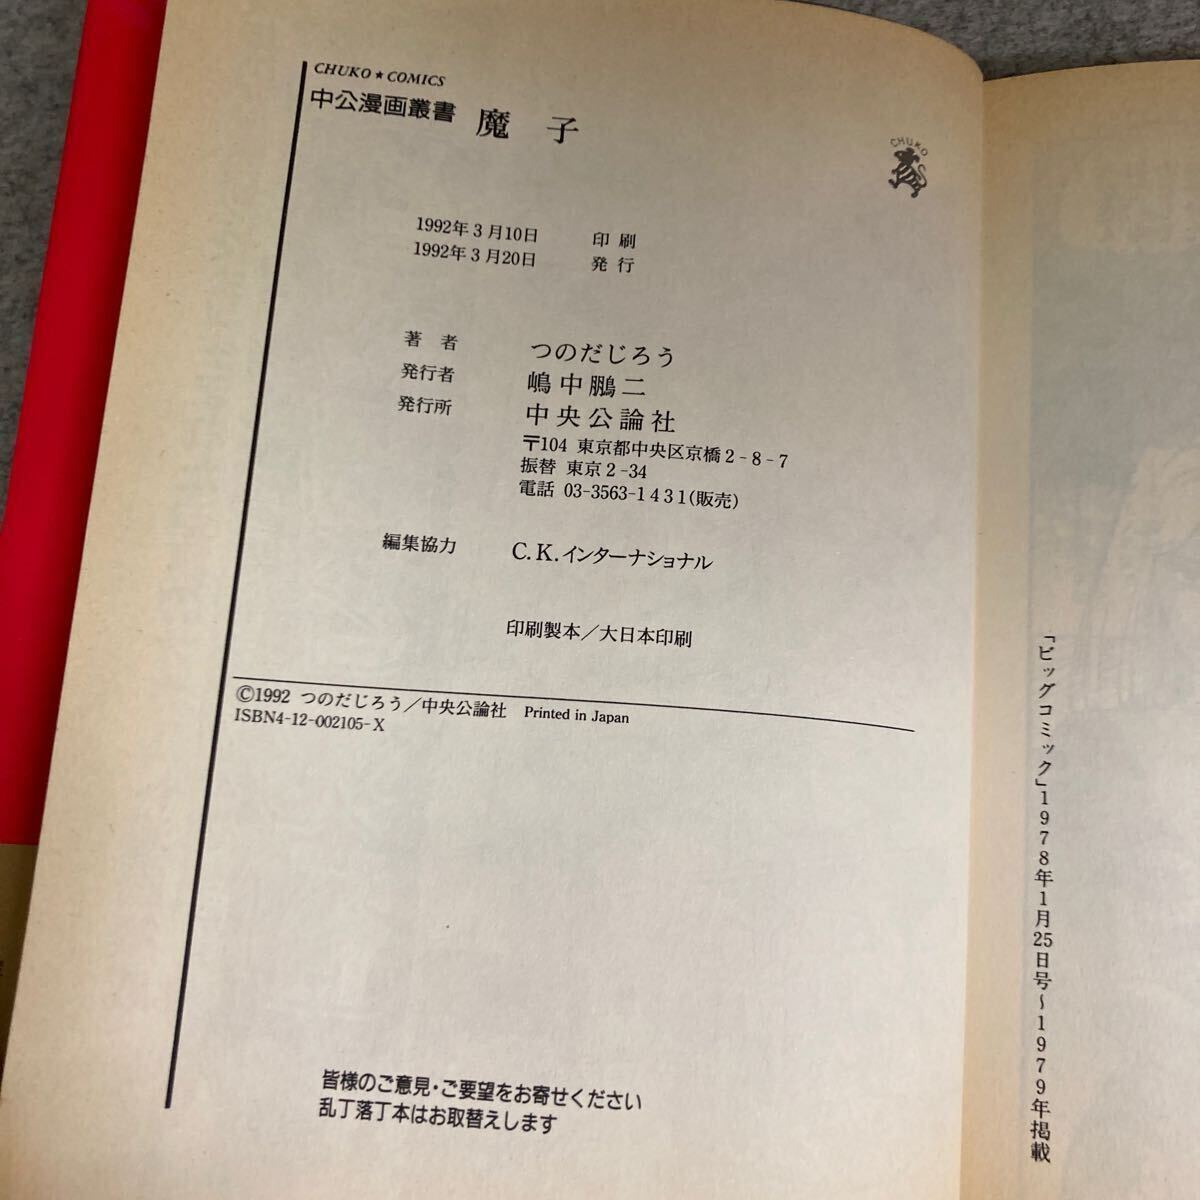 CHUKO★COMICS
中公漫画叢書 魔子
CHUKO
1992年3月10日 印刷
1992年3月20日 発行
著者 つのだじろう
発行者 嶋中鵬二
発行所 中央公論社
〒104 東京都中央区京橋2-8-7
振替 東京2-34
電話 03-3563-1431(販売)
編集協力 C.K.インターナショナル
印刷製本／大日本印刷
©1992 つのだじろう／中央公論社 Printed in Japan
ISBN4-12-002105-X
皆様のご意見・ご要望をお寄せください
乱丁落丁本はお取替えします
「ビッグコミック」1978年1月25日号～1979年掲載